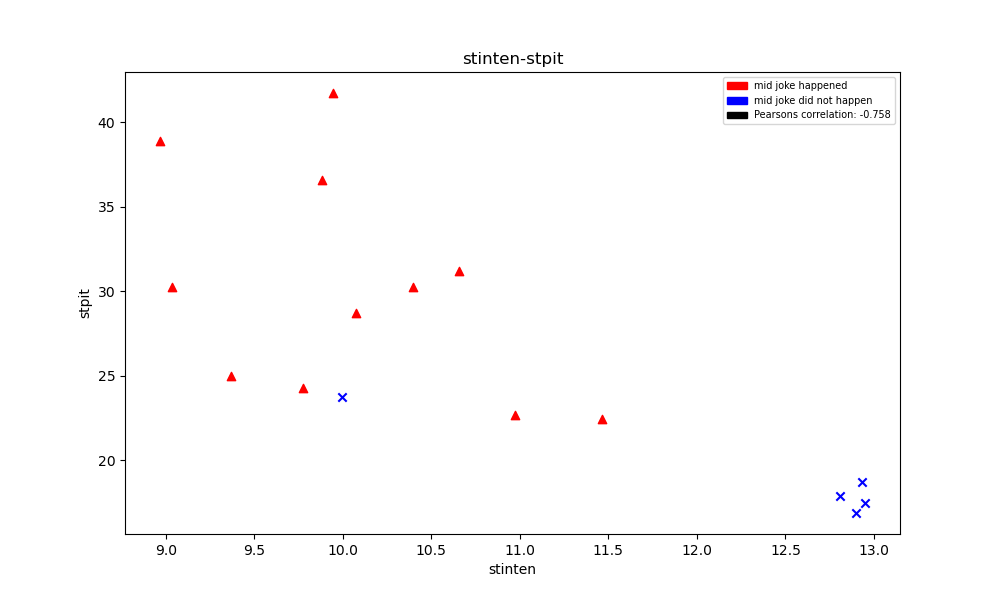 stinten-stpit
mid joke happened
mid joke did not happen
Pearsons correlation: -0.758
stpit
40
35
30
25
20
9.0 9.5 10.0 10.5 11.0 11.5 12.0 12.5 13.0
stinten